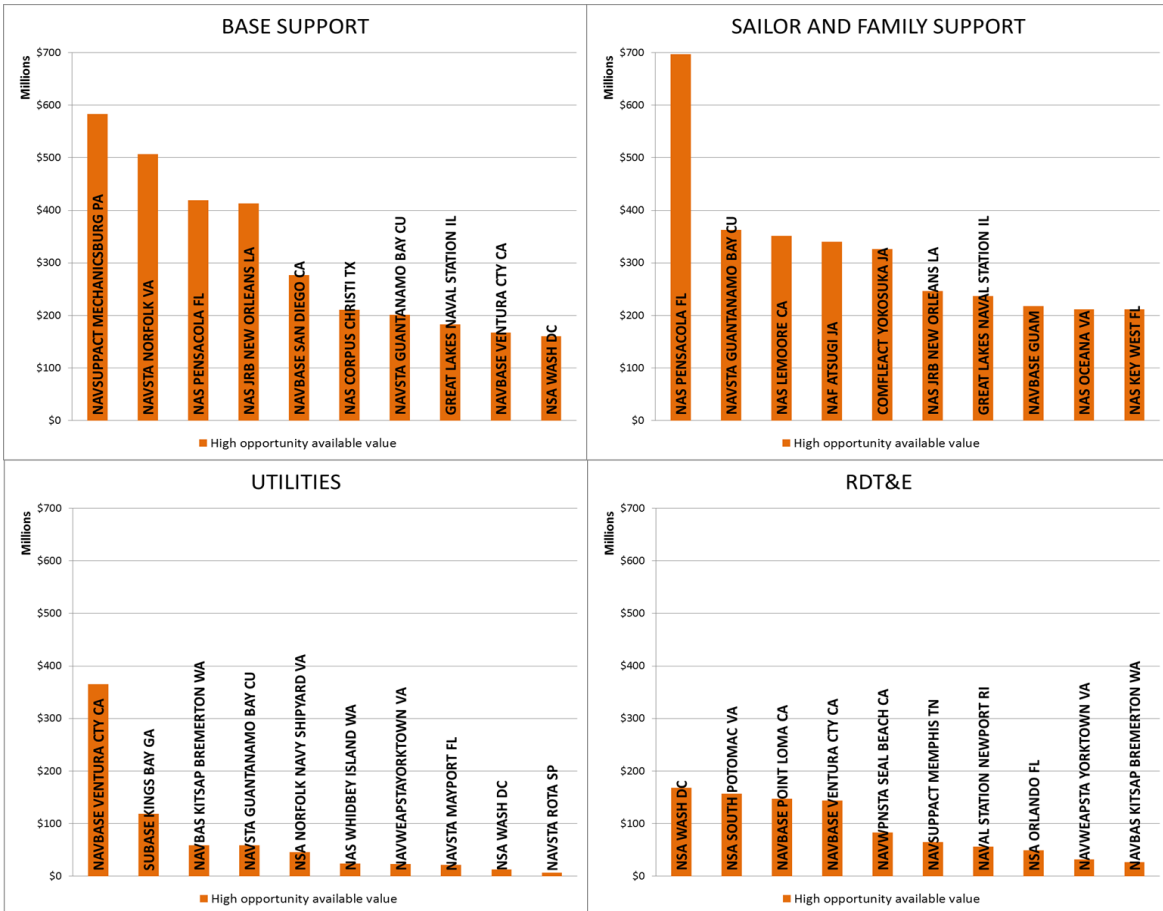 BASE SUPPORT
Millions
$700
$600
$500
$400
$300
$200
$100
$0
NAVSUPPACT MECHANICSBURG PA
NAVSTA NORFOLK VA
NAS PENSACOLA FL
NAS JRB NEW ORLEANS LA
NAVBASE SAN DIEGO CA
NAS CORPUS CHRISTI TX
NAVSTA GUANTANAMO BAY CU
GREAT LAKES NAVAL STATION IL
NAVBASE VENTURA CTY CA
NSA WASH DC
High opportunity available value
SAILOR AND FAMILY SUPPORT
Millions
$700
$600
$500
$400
$300
$200
$100
$0
NAS PENSACOLA FL
NAVSTA GUANTANAMO BAY CU
NAS LEMOORE CA
NAF ATSUGI JA
COMFLEACT YOKOSUKA JA
NAS JRB NEW ORLEANS LA
GREAT LAKES NAVAL STATION IL
NAVBASE GUAM
NAS OCEANA VA
NAS KEY WEST FL
High opportunity available value
UTILITIES
Millions
$700
$600
$500
$400
$300
$200
$100
$0
NAVBASE VENTURA CTY CA
SUBASE KINGS BAY GA
NAVBAS KITSAP BREMERTON WA
NAVSTA GUANTANAMO BAY CU
NSA NORFOLK NAVY SHIPYARD VA
NAS WHIDBEY ISLAND WA
NAVWEAPSTAYORKTOWN VA
NAVSTA MAYPORT FL
NSA WASH DC
NAVSTA ROTA SP
High opportunity available value
RDT&E
Millions
$700
$600
$500
$400
$300
$200
$100
$0
NSA WASH DC
NSA SOUTH POTOMAC VA
NAVBASE POINT LOMA CA
NAVBASE VENTURA CTY CA
NAVWPNSTA SEAL BEACH CA
NAVSUPPACT MEMPHIS TN
NAVAL STATION NEWPORT RI
NSA ORLANDO FL
NAVWEAPSTA YORKTOWN VA
NAVBAS KITSAP BREMERTON WA
High opportunity available value